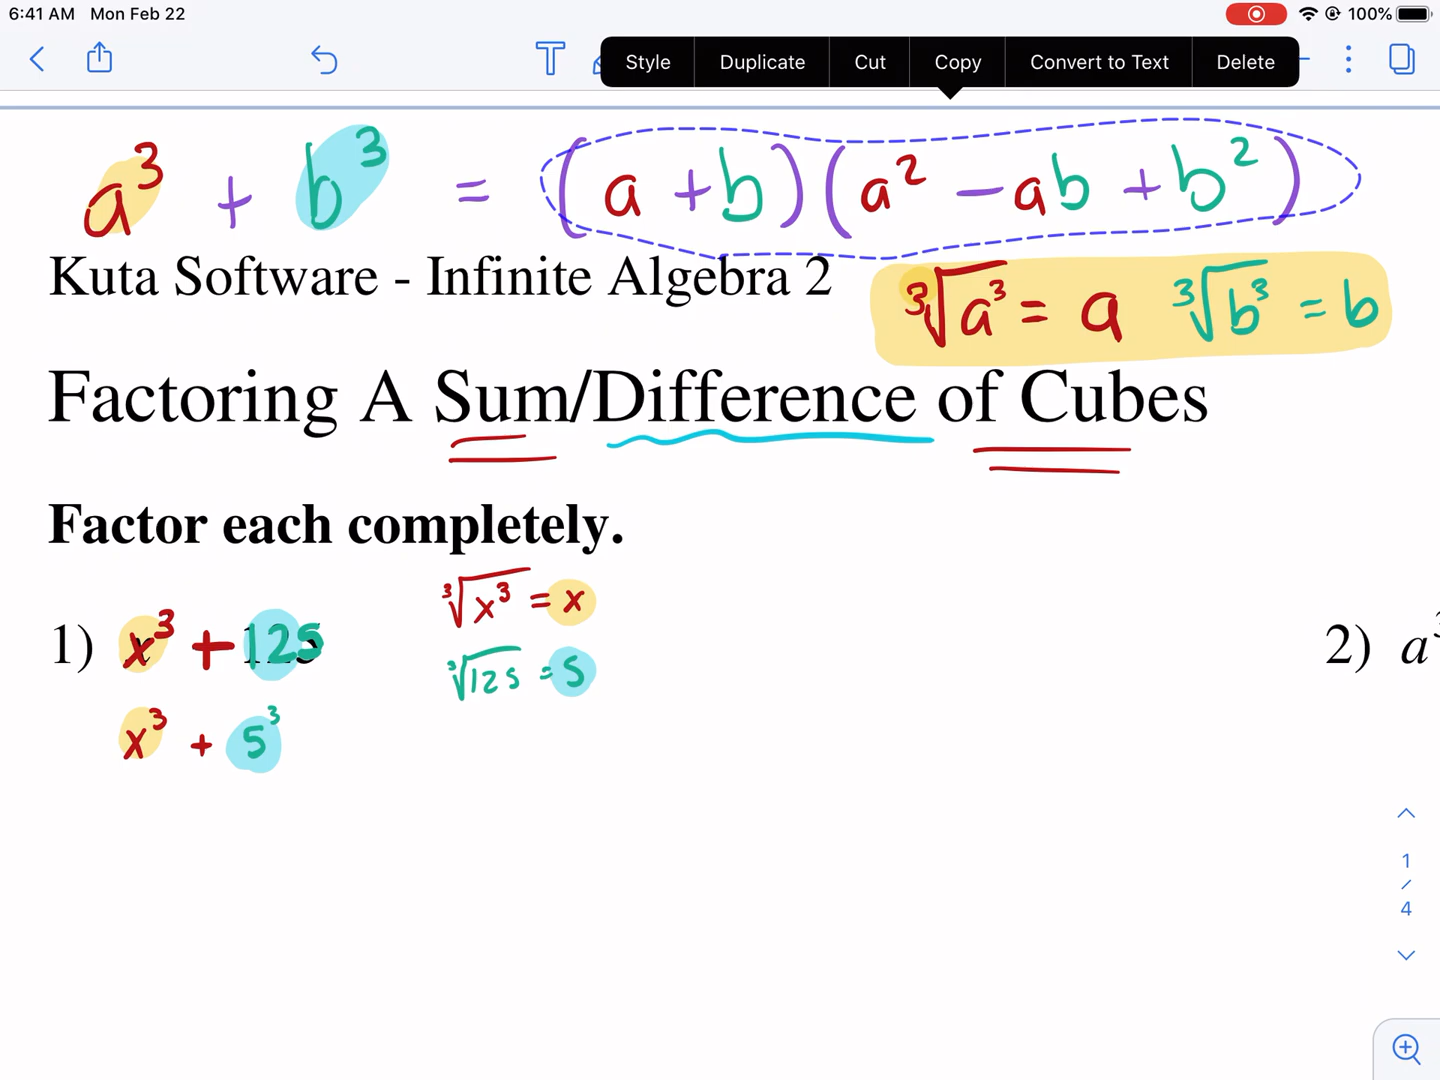 6:41 AM Mon Feb 22 100%
T Style Duplicate Cut Copy Convert to Text Delete
a³ + b³ = (a + b)(a² - ab + b²)
Kuta Software - Infinite Algebra 2
∛a³ = a ∛b³ = b
Factoring A Sum/Difference of Cubes
Factor each completely.
∛x³ = x
1) x³ + 125
2) a³
∛125 = 5
x³ + 5³
1
/
4